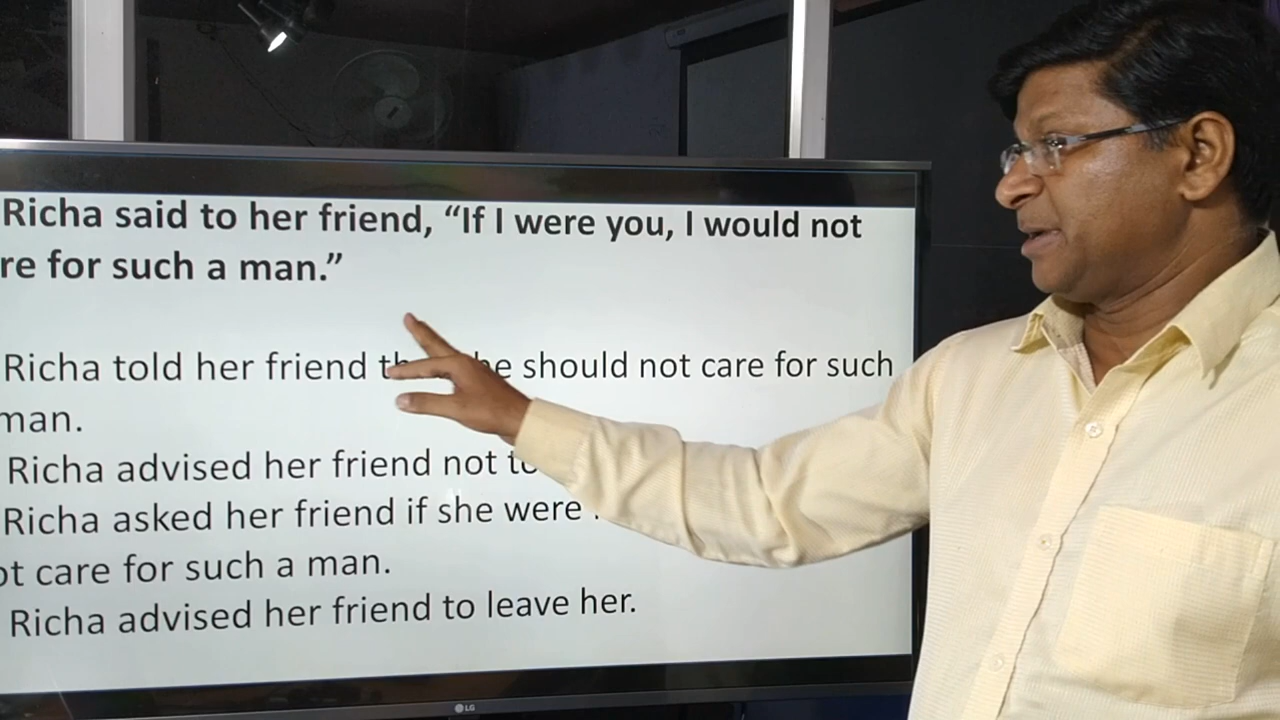 Richa said to her friend, “If I were you, I would not
re for such a man.”
Richa told her friend should not care for such
man.
Richa advised her friend not
Richa asked her friend if she were
ot care for such a man.
Richa advised her friend to leave her.
LG